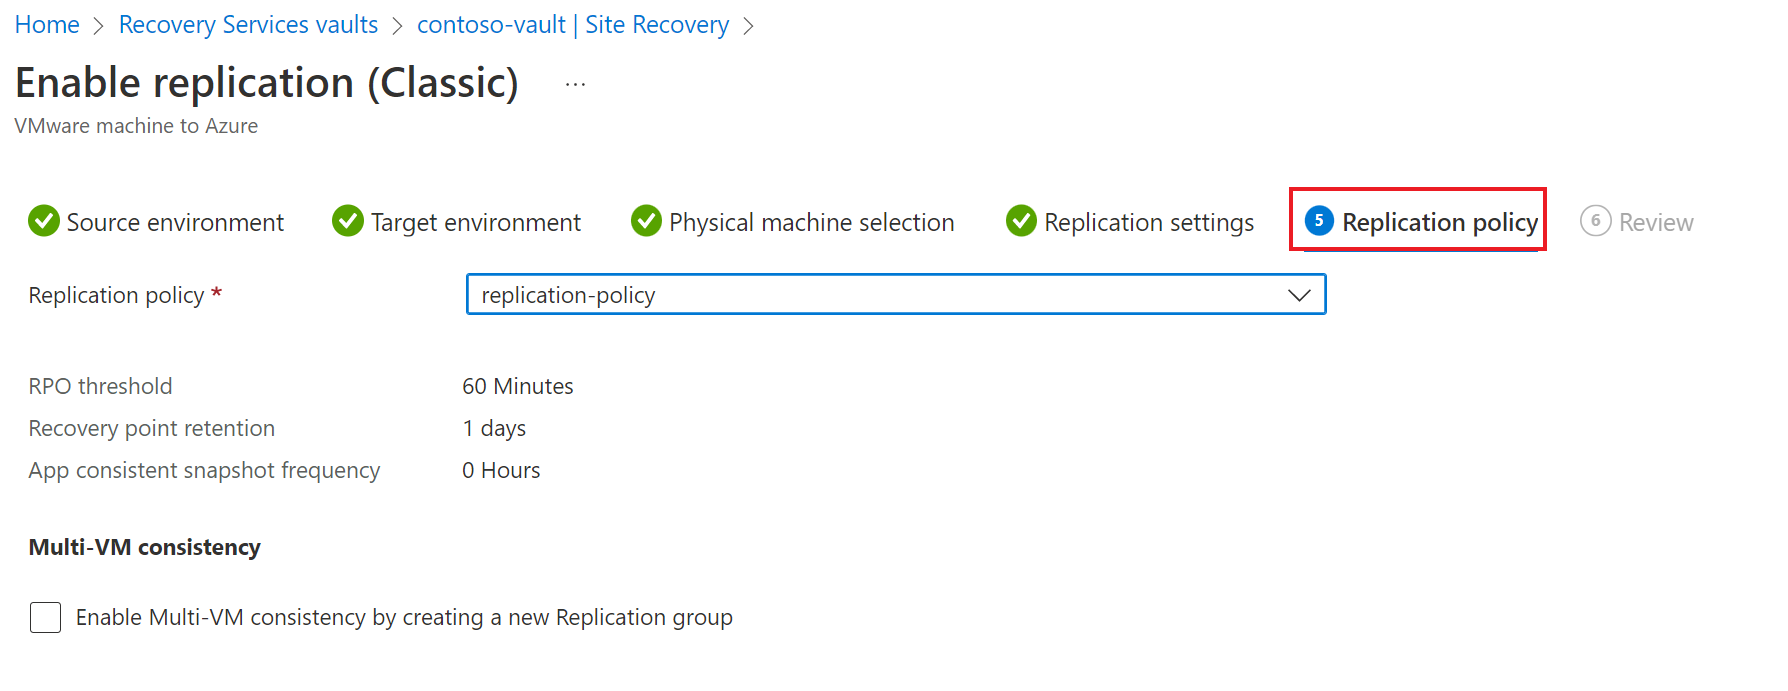 Home > Recovery Services vaults > contoso-vault | Site Recovery >
Enable replication (Classic) ...
VMware machine to Azure
Source environment Target environment Physical machine selection Replication settings 5 Replication policy 6 Review
Replication policy * replication-policy
RPO threshold 60 Minutes
Recovery point retention 1 days
App consistent snapshot frequency 0 Hours
Multi-VM consistency
Enable Multi-VM consistency by creating a new Replication group